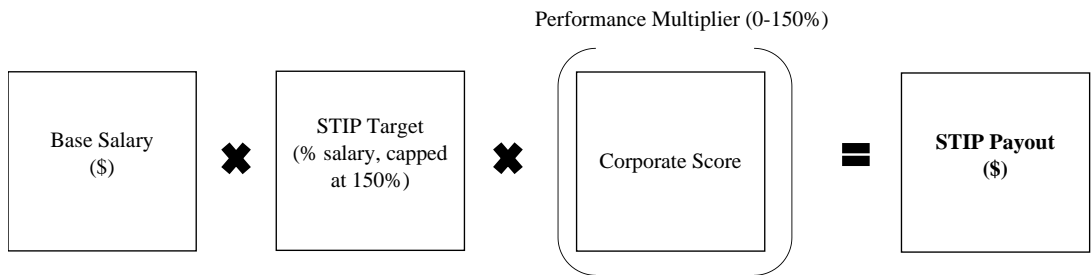 Performance Multiplier (0-150%)
Base Salary
($)
STIP Target
(% salary, capped
at 150%)
Corporate Score
STIP Payout
($)